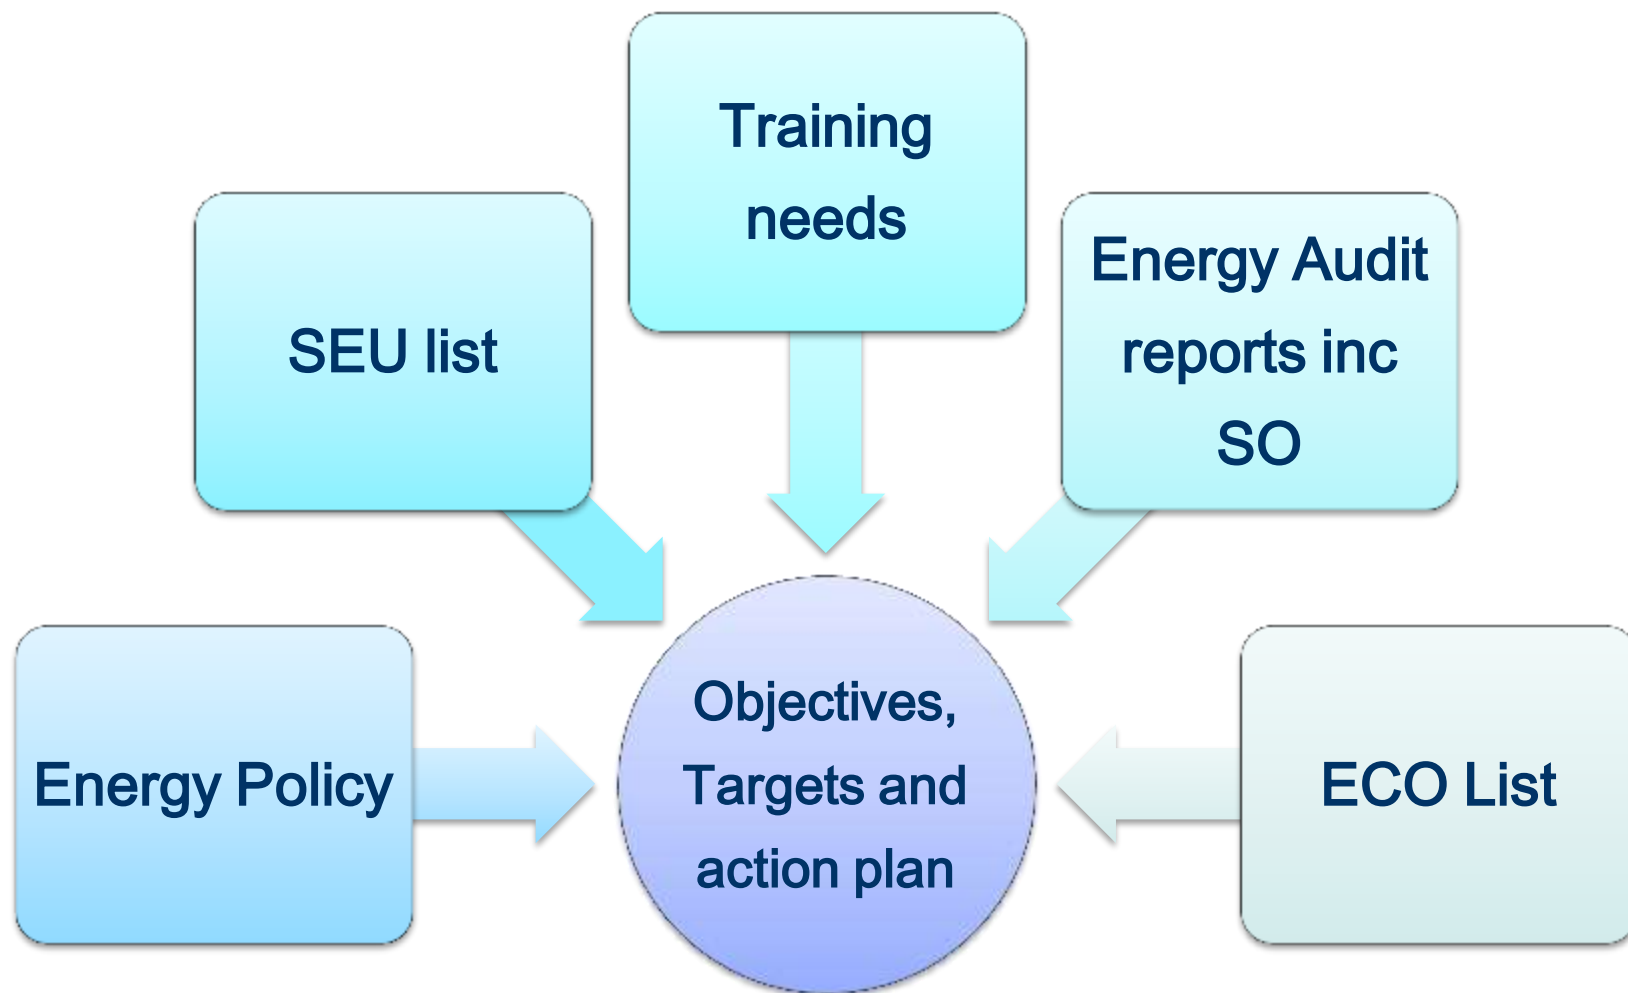 Training
needs
SEU list
Energy Audit
reports inc
SO
Energy Policy
Objectives,
Targets and
action plan
ECO List